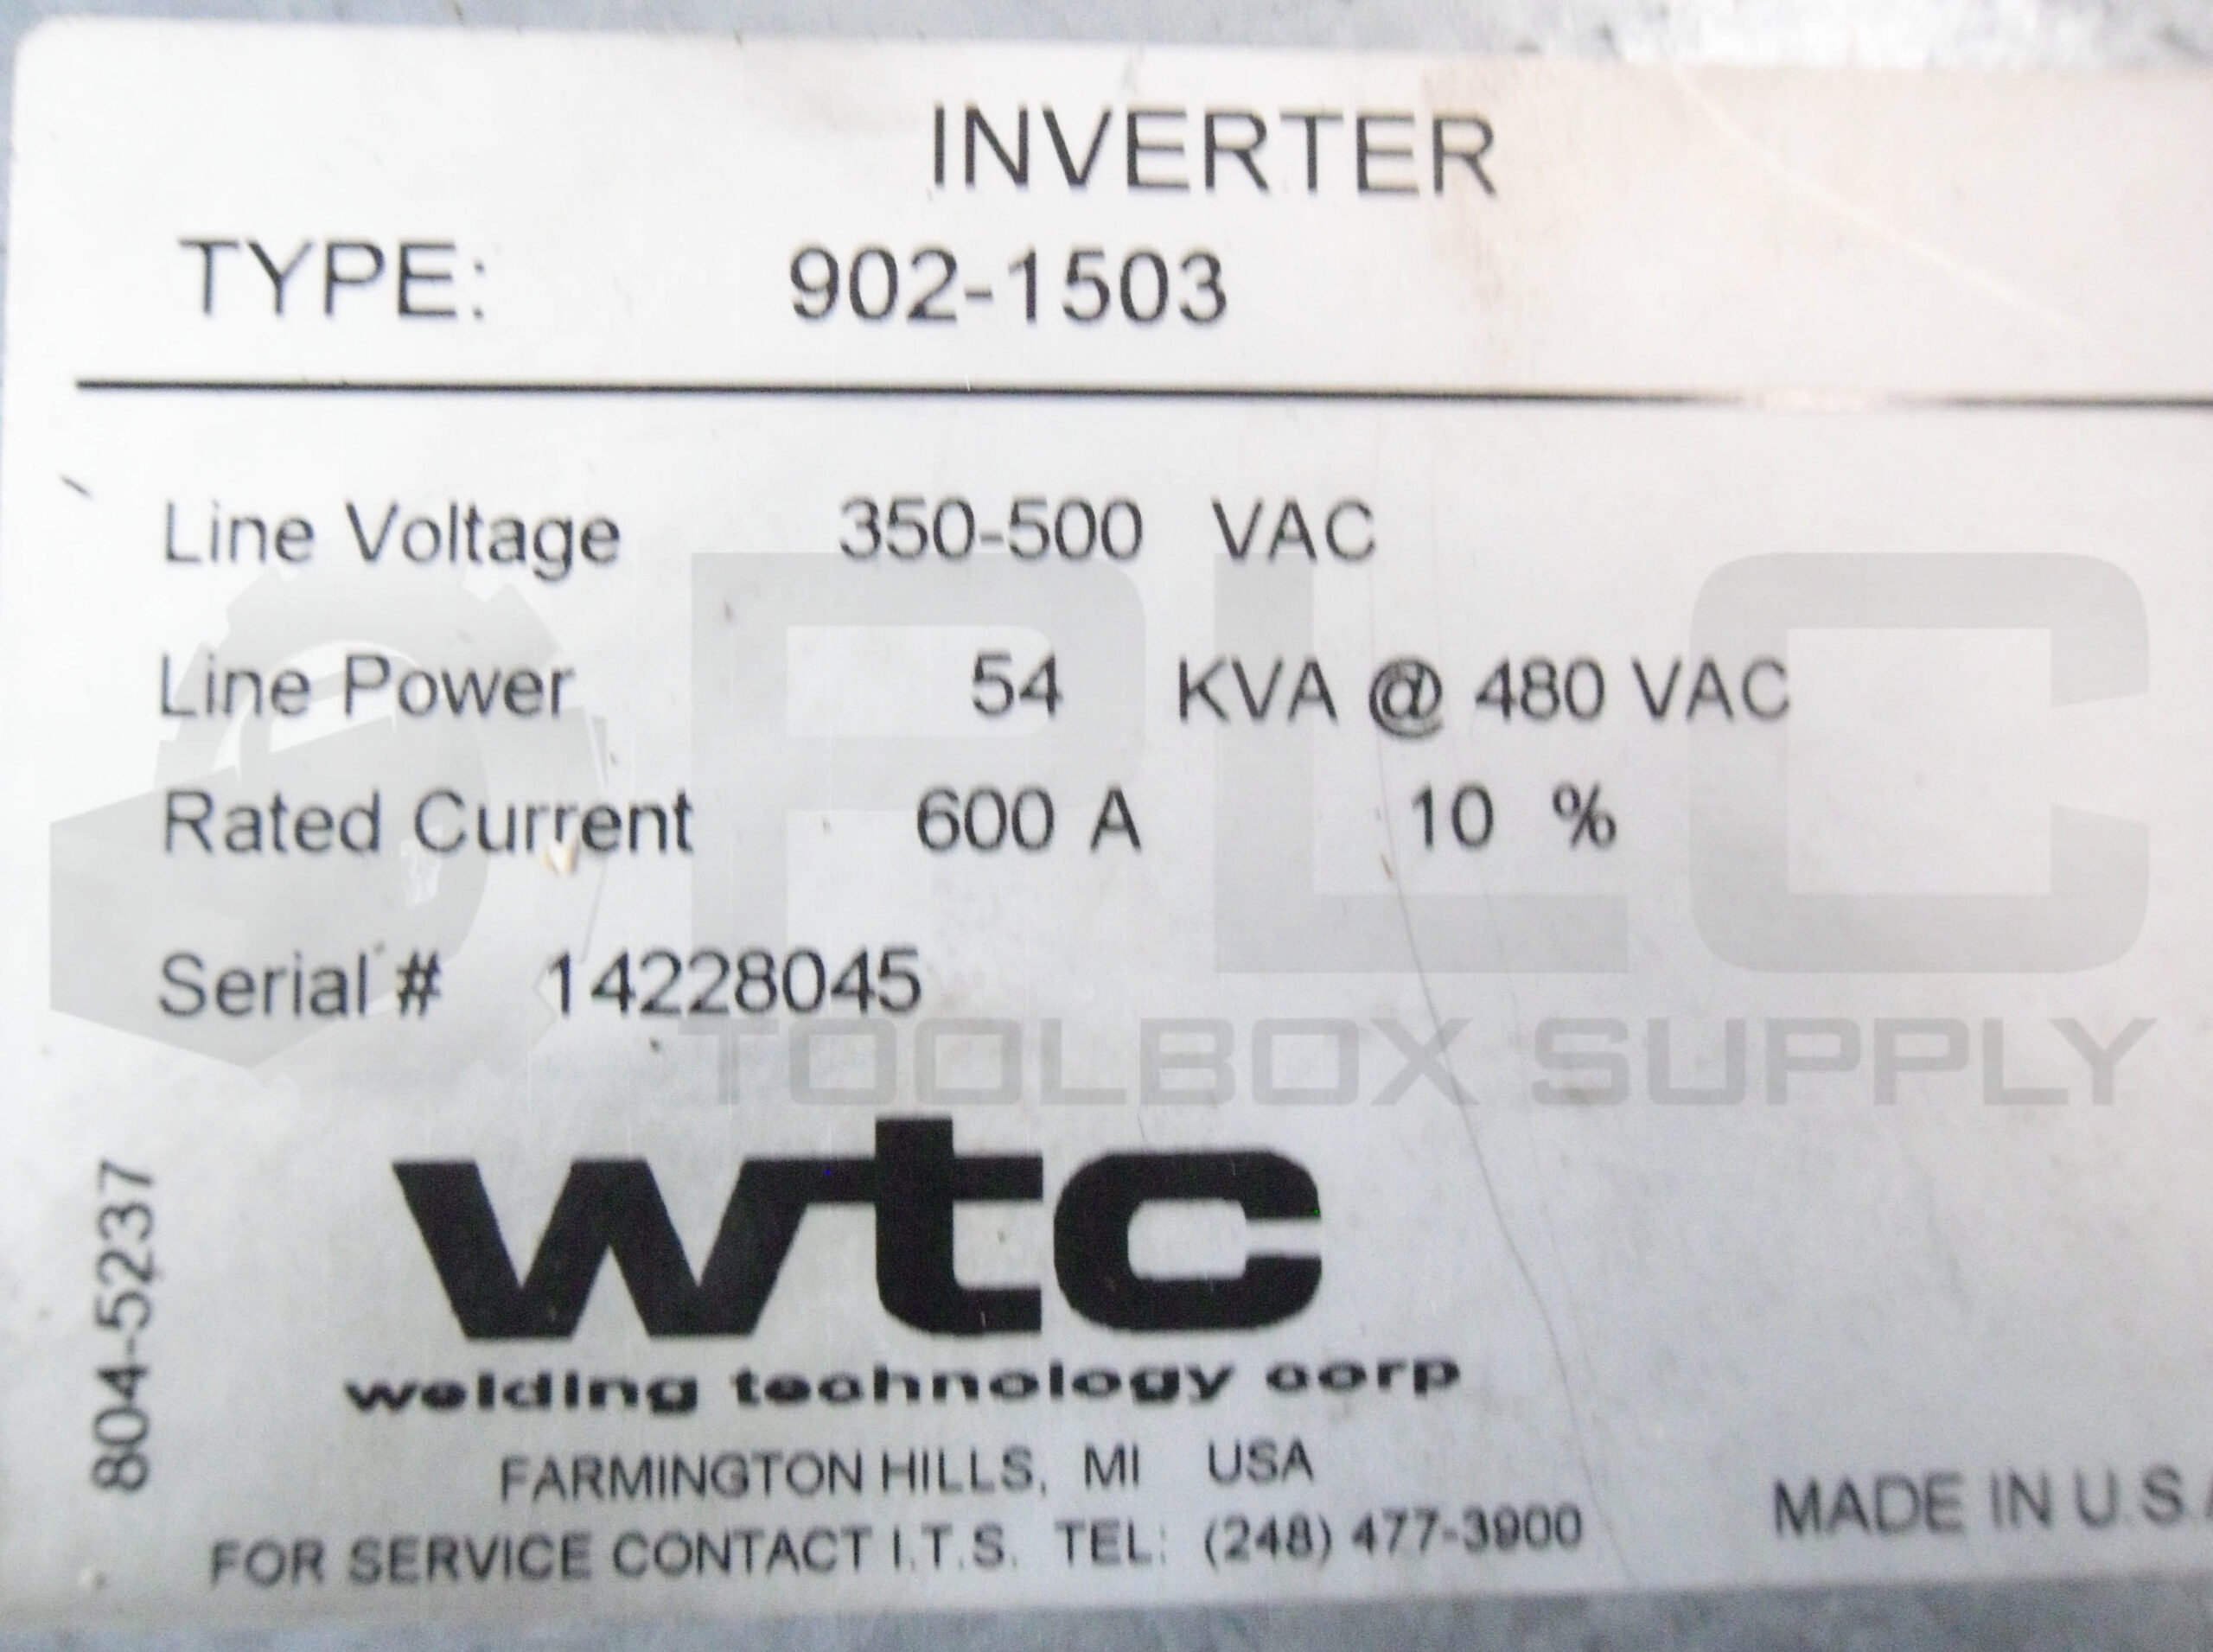 INVERTER
TYPE: 902-1503
Line Voltage 350-500 VAC
Line Power 54 KVA @ 480 VAC
Rated Current 600 A 10 %
Serial # 14228045
PLC
TOOLBOX SUPPLY
804-5237
wtc
welding technology corp
FARMINGTON HILLS, MI USA
FOR SERVICE CONTACT I.T.S. TEL: (248) 477-3900
MADE IN U.S.A